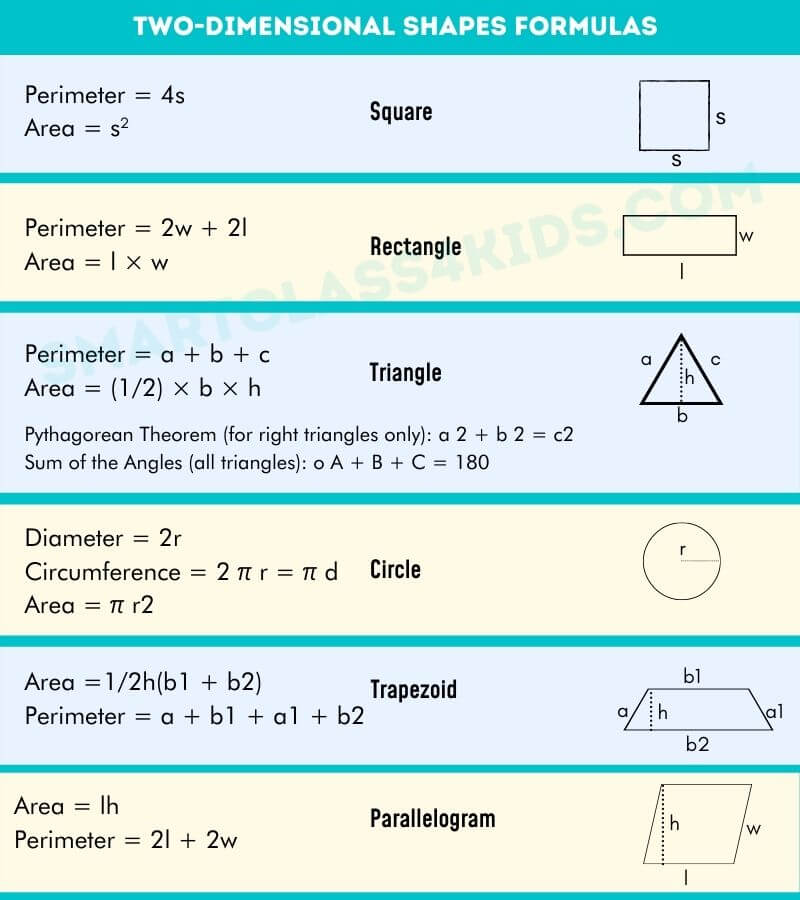 TWO-DIMENSIONAL SHAPES FORMULAS
Perimeter = 4s
Area = s²
Square
s
s
Perimeter = 2w + 2l
Area = l × w
Rectangle
w
l
SMARTCLASS4KIDS.COM
Perimeter = a + b + c
Area = (1/2) × b × h
Triangle
a
c
h
b
Pythagorean Theorem (for right triangles only): a 2 + b 2 = c2
Sum of the Angles (all triangles): o A + B + C = 180
Diameter = 2r
Circumference = 2 π r = π d
Area = π r2
Circle
r
Area =1/2h(b1 + b2)
Perimeter = a + b1 + a1 + b2
Trapezoid
b1
a
h
a1
b2
Area = lh
Perimeter = 2l + 2w
Parallelogram
h
w
l